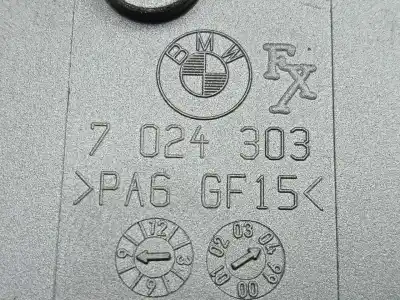 BMW
FX
7 024 303
>PA6 GF15<
12 3 6 9
99 00 01 02 03 04